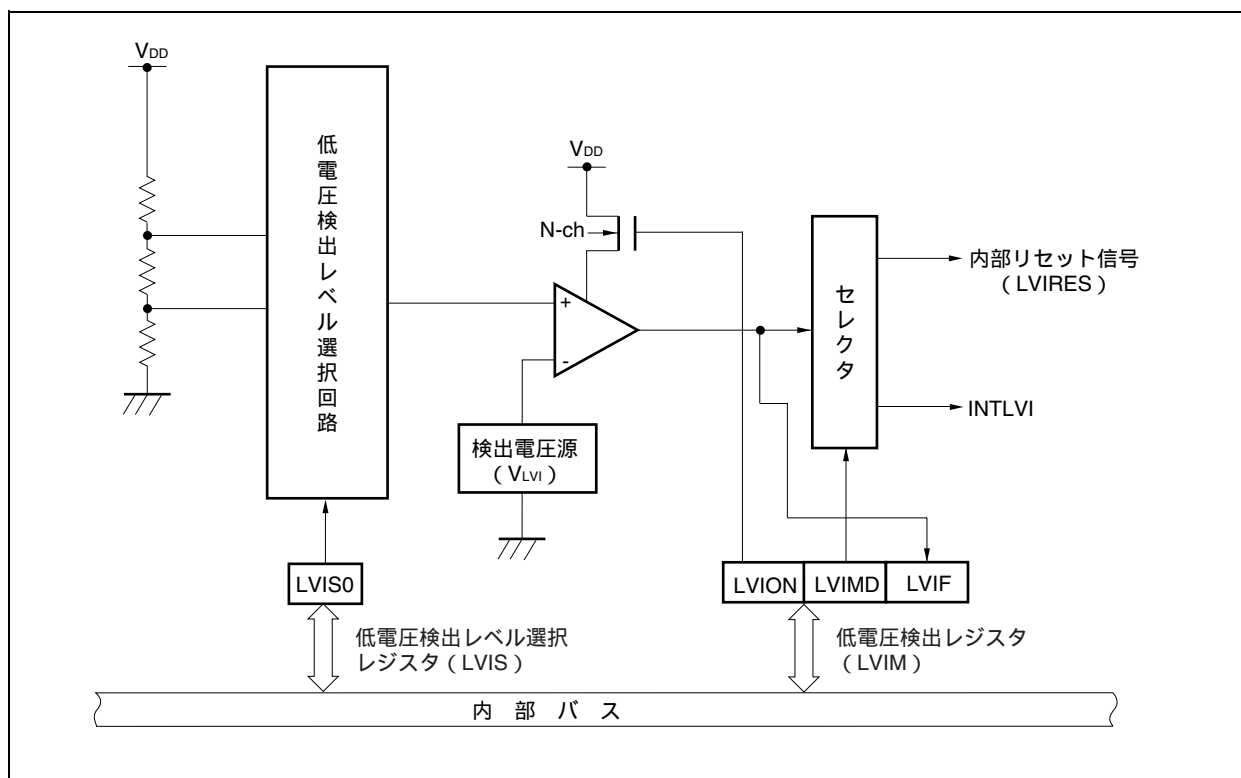 VDD
低電圧検出レベル選択回路
VDD
N-ch
+
-
検出電圧源
（VLVI）
セレクタ
内部リセット信号
（LVIRES）
INTLVI
LVIS0
LVION
LVIMD
LVIF
低電圧検出レベル選択
レジスタ（LVIS）
低電圧検出レジスタ
（LVIM）
内 部 バ ス